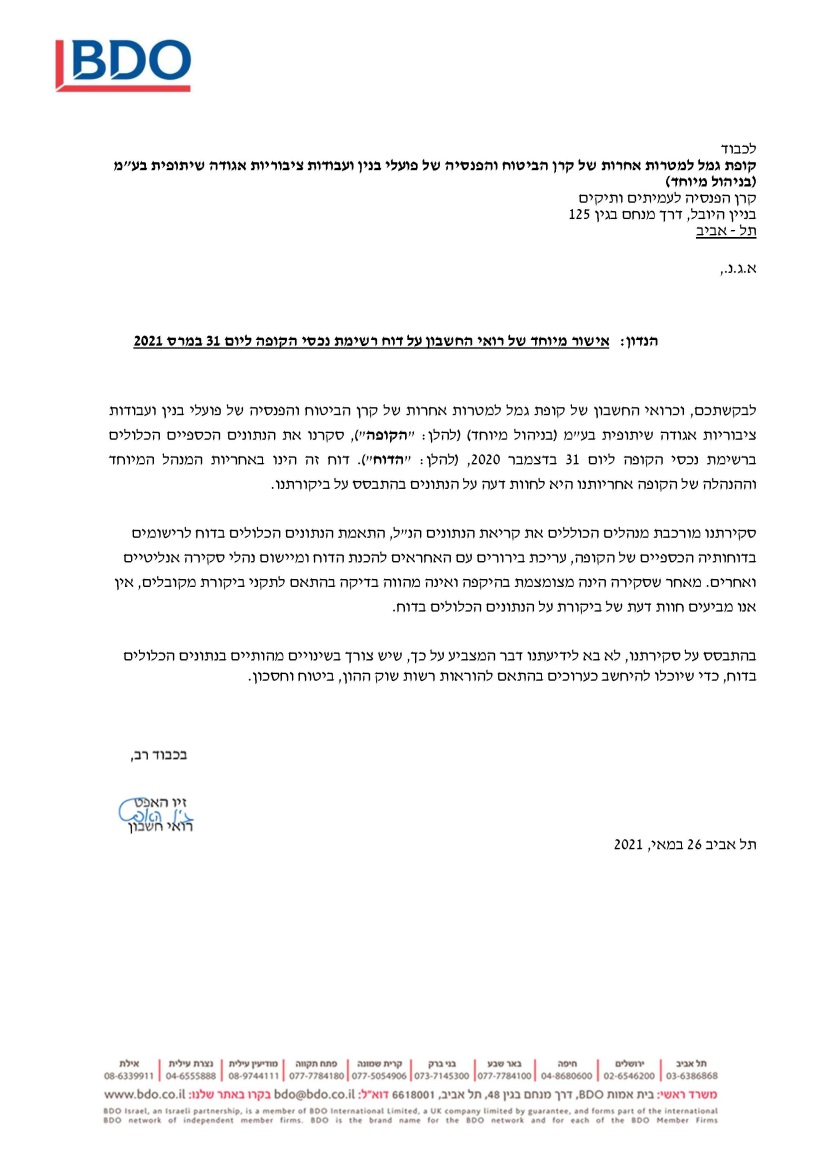 BDO
לכבוד
קופת גמל למטרות אחרות של קרן הביטוח והפנסיה של פועלי בנין ועבודות ציבוריות אגודה שיתופית בע"מ
(בניהול מיוחד)
קרן הפנסיה לעמיתים ותיקים
בניין היובל, דרך מנחם בגין 125
תל - אביב
א.ג.נ.,
הנדון: אישור מיוחד של רואי החשבון על דוח רשימת נכסי הקופה ליום 31 במרס 2021
לבקשתכם, וכרואי החשבון של קופת גמל למטרות אחרות של קרן הביטוח והפנסיה של פועלי בנין ועבודות
ציבוריות אגודה שיתופית בע"מ (בניהול מיוחד) (להלן: "הקופה"), סקרנו את הנתונים הכספיים הכלולים
ברשימת נכסי הקופה ליום 31 בדצמבר 2020, (להלן: "הדוח"). דוח זה הינו באחריות המנהל המיוחד
וההנהלה של הקופה אחריותנו היא לחוות דעה על הנתונים בהתבסס על ביקורתנו.
סקירתנו מורכבת מנהלים הכוללים את קריאת הנתונים הנ"ל, התאמת הנתונים הכלולים בדוח לרישומים
בדוחותיה הכספיים של הקופה, עריכת בירורים עם האחראים להכנת הדוח ומיישום נהלי סקירה אנליטיים
ואחרים. מאחר שסקירה הינה מצומצמת בהיקפה ואינה מהווה בדיקה בהתאם לתקני ביקורת מקובלים, אין
אנו מביעים חוות דעת של ביקורת על הנתונים הכלולים בדוח.
בהתבסס על סקירתנו, לא בא לידיעתנו דבר המצביע על כך, שיש צורך בשינויים מהותיים בנתונים הכלולים
בדוח, כדי שיוכלו להיחשב כערוכים בהתאם להוראות רשות שוק ההון, ביטוח וחסכון.
בכבוד רב,
זיו האפט
זיו האפט
רואי חשבון
תל אביב 26 במאי, 2021
תל אביב | ירושלים | חיפה | באר שבע | בני ברק | קרית שמונה | פתח תקווה | מודיעין עילית | נצרת עילית | אילת
03-6386868 | 02-6546200 | 04-8680600 | 077-7784100 | 073-7145300 | 077-5054906 | 077-7784180 | 08-9744111 | 04-6555888 | 08-6339911
משרד ראשי: בית אמות BDO, דרך מנחם בגין 48, תל אביב, 6618001 דוא"ל: bdo@bdo.co.il בקרו באתר שלנו: www.bdo.co.il
BDO Israel, an Israeli partnership, is a member of BDO International Limited, a UK company limited by guarantee, and forms part of the international
BDO network of independent member firms. BDO is the brand name for the BDO network and for each of the BDO Member Firms